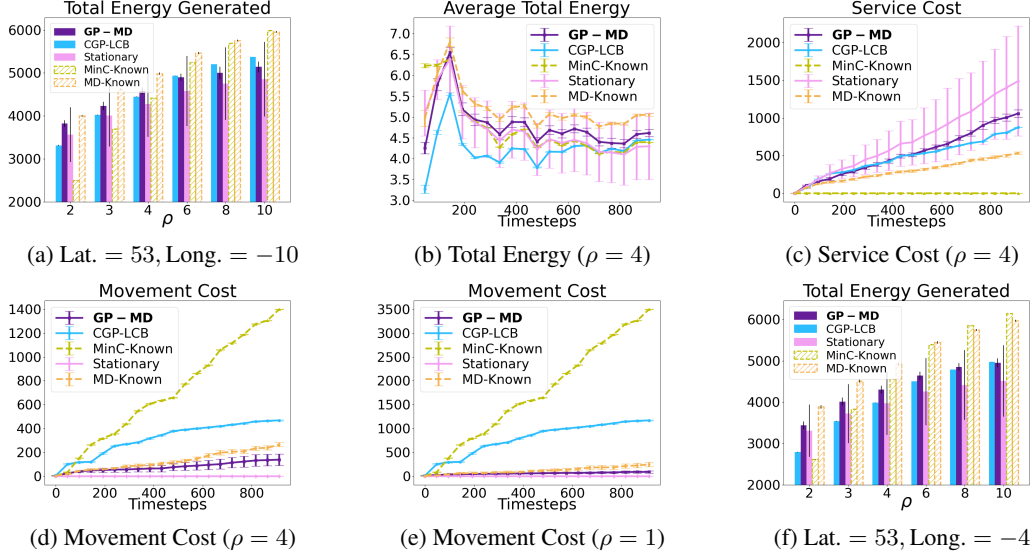 Total Energy Generated
6000
5000
4000
3000
2000
GP − MD
CGP-LCB
Stationary
MinC-Known
MD-Known
2 3 4 6 8 10
ρ
(a) Lat. = 53, Long. = −10
Average Total Energy
7.0
6.5
6.0
5.5
5.0
4.5
4.0
3.5
3.0
GP − MD
CGP-LCB
MinC-Known
Stationary
MD-Known
0 200 400 600 800
Timesteps
(b) Total Energy (ρ = 4)
Service Cost
2000
1500
1000
500
0
GP − MD
CGP-LCB
MinC-Known
Stationary
MD-Known
0 200 400 600 800
Timesteps
(c) Service Cost (ρ = 4)
Movement Cost
1400
1200
1000
800
600
400
200
0
GP − MD
CGP-LCB
MinC-Known
Stationary
MD-Known
0 200 400 600 800
Timesteps
(d) Movement Cost (ρ = 4)
Movement Cost
3500
3000
2500
2000
1500
1000
500
0
GP − MD
CGP-LCB
MinC-Known
Stationary
MD-Known
0 200 400 600 800
Timesteps
(e) Movement Cost (ρ = 1)
Total Energy Generated
6000
5000
4000
3000
2000
GP − MD
CGP-LCB
Stationary
MinC-Known
MD-Known
2 3 4 6 8 10
ρ
(f) Lat. = 53, Long. = −4